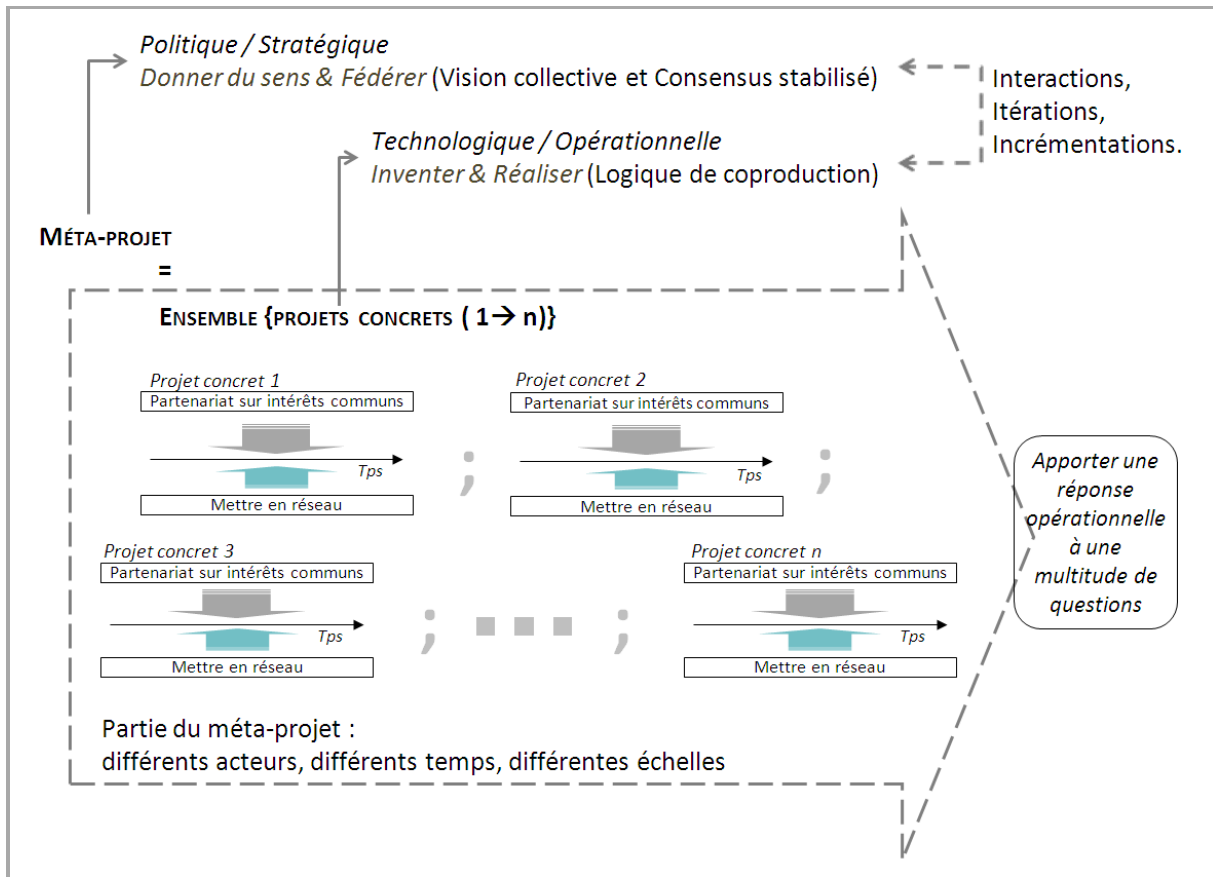 Politique / Stratégique
Donner du sens & Fédérer (Vision collective et Consensus stabilisé)
Interactions,
Itérations,
Incrémentations.
Technologique / Opérationnelle
Inventer & Réaliser (Logique de coproduction)
MÉTA-PROJET
=
ENSEMBLE {PROJETS CONCRETS ( 1→ n)}
Projet concret 1
Partenariat sur intérêts communs
Tps
Mettre en réseau
;
Projet concret 2
Partenariat sur intérêts communs
Tps
Mettre en réseau
;
Projet concret 3
Partenariat sur intérêts communs
Tps
Mettre en réseau
; ... ;
Projet concret n
Partenariat sur intérêts communs
Tps
Mettre en réseau
Apporter une
réponse
opérationnelle
à une
multitude de
questions
Partie du méta-projet :
différents acteurs, différents temps, différentes échelles